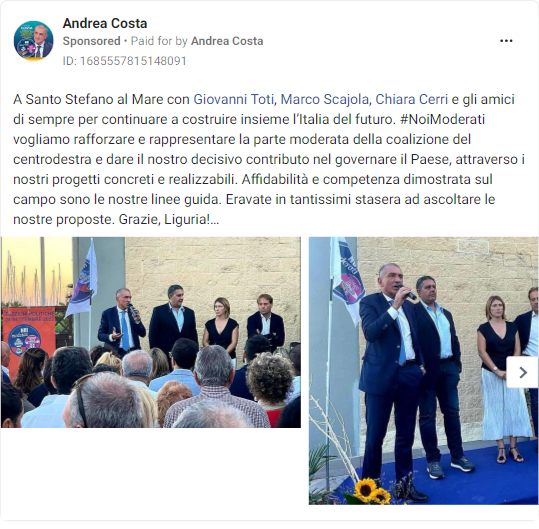 Andrea Costa
Sponsored • Paid for by Andrea Costa
ID: 1685557815148091
A Santo Stefano al Mare con Giovanni Toti, Marco Scajola, Chiara Cerri e gli amici
di sempre per continuare a costruire insieme l'Italia del futuro. #NoiModerati
vogliamo rafforzare e rappresentare la parte moderata della coalizione del
centrodestra e dare il nostro decisivo contributo nel governare il Paese, attraverso i
nostri progetti concreti e realizzabili. Affidabilità e competenza dimostrata sul
campo sono le nostre linee guida. Eravate in tantissimi stasera ad ascoltare le
nostre proposte. Grazie, Liguria!...